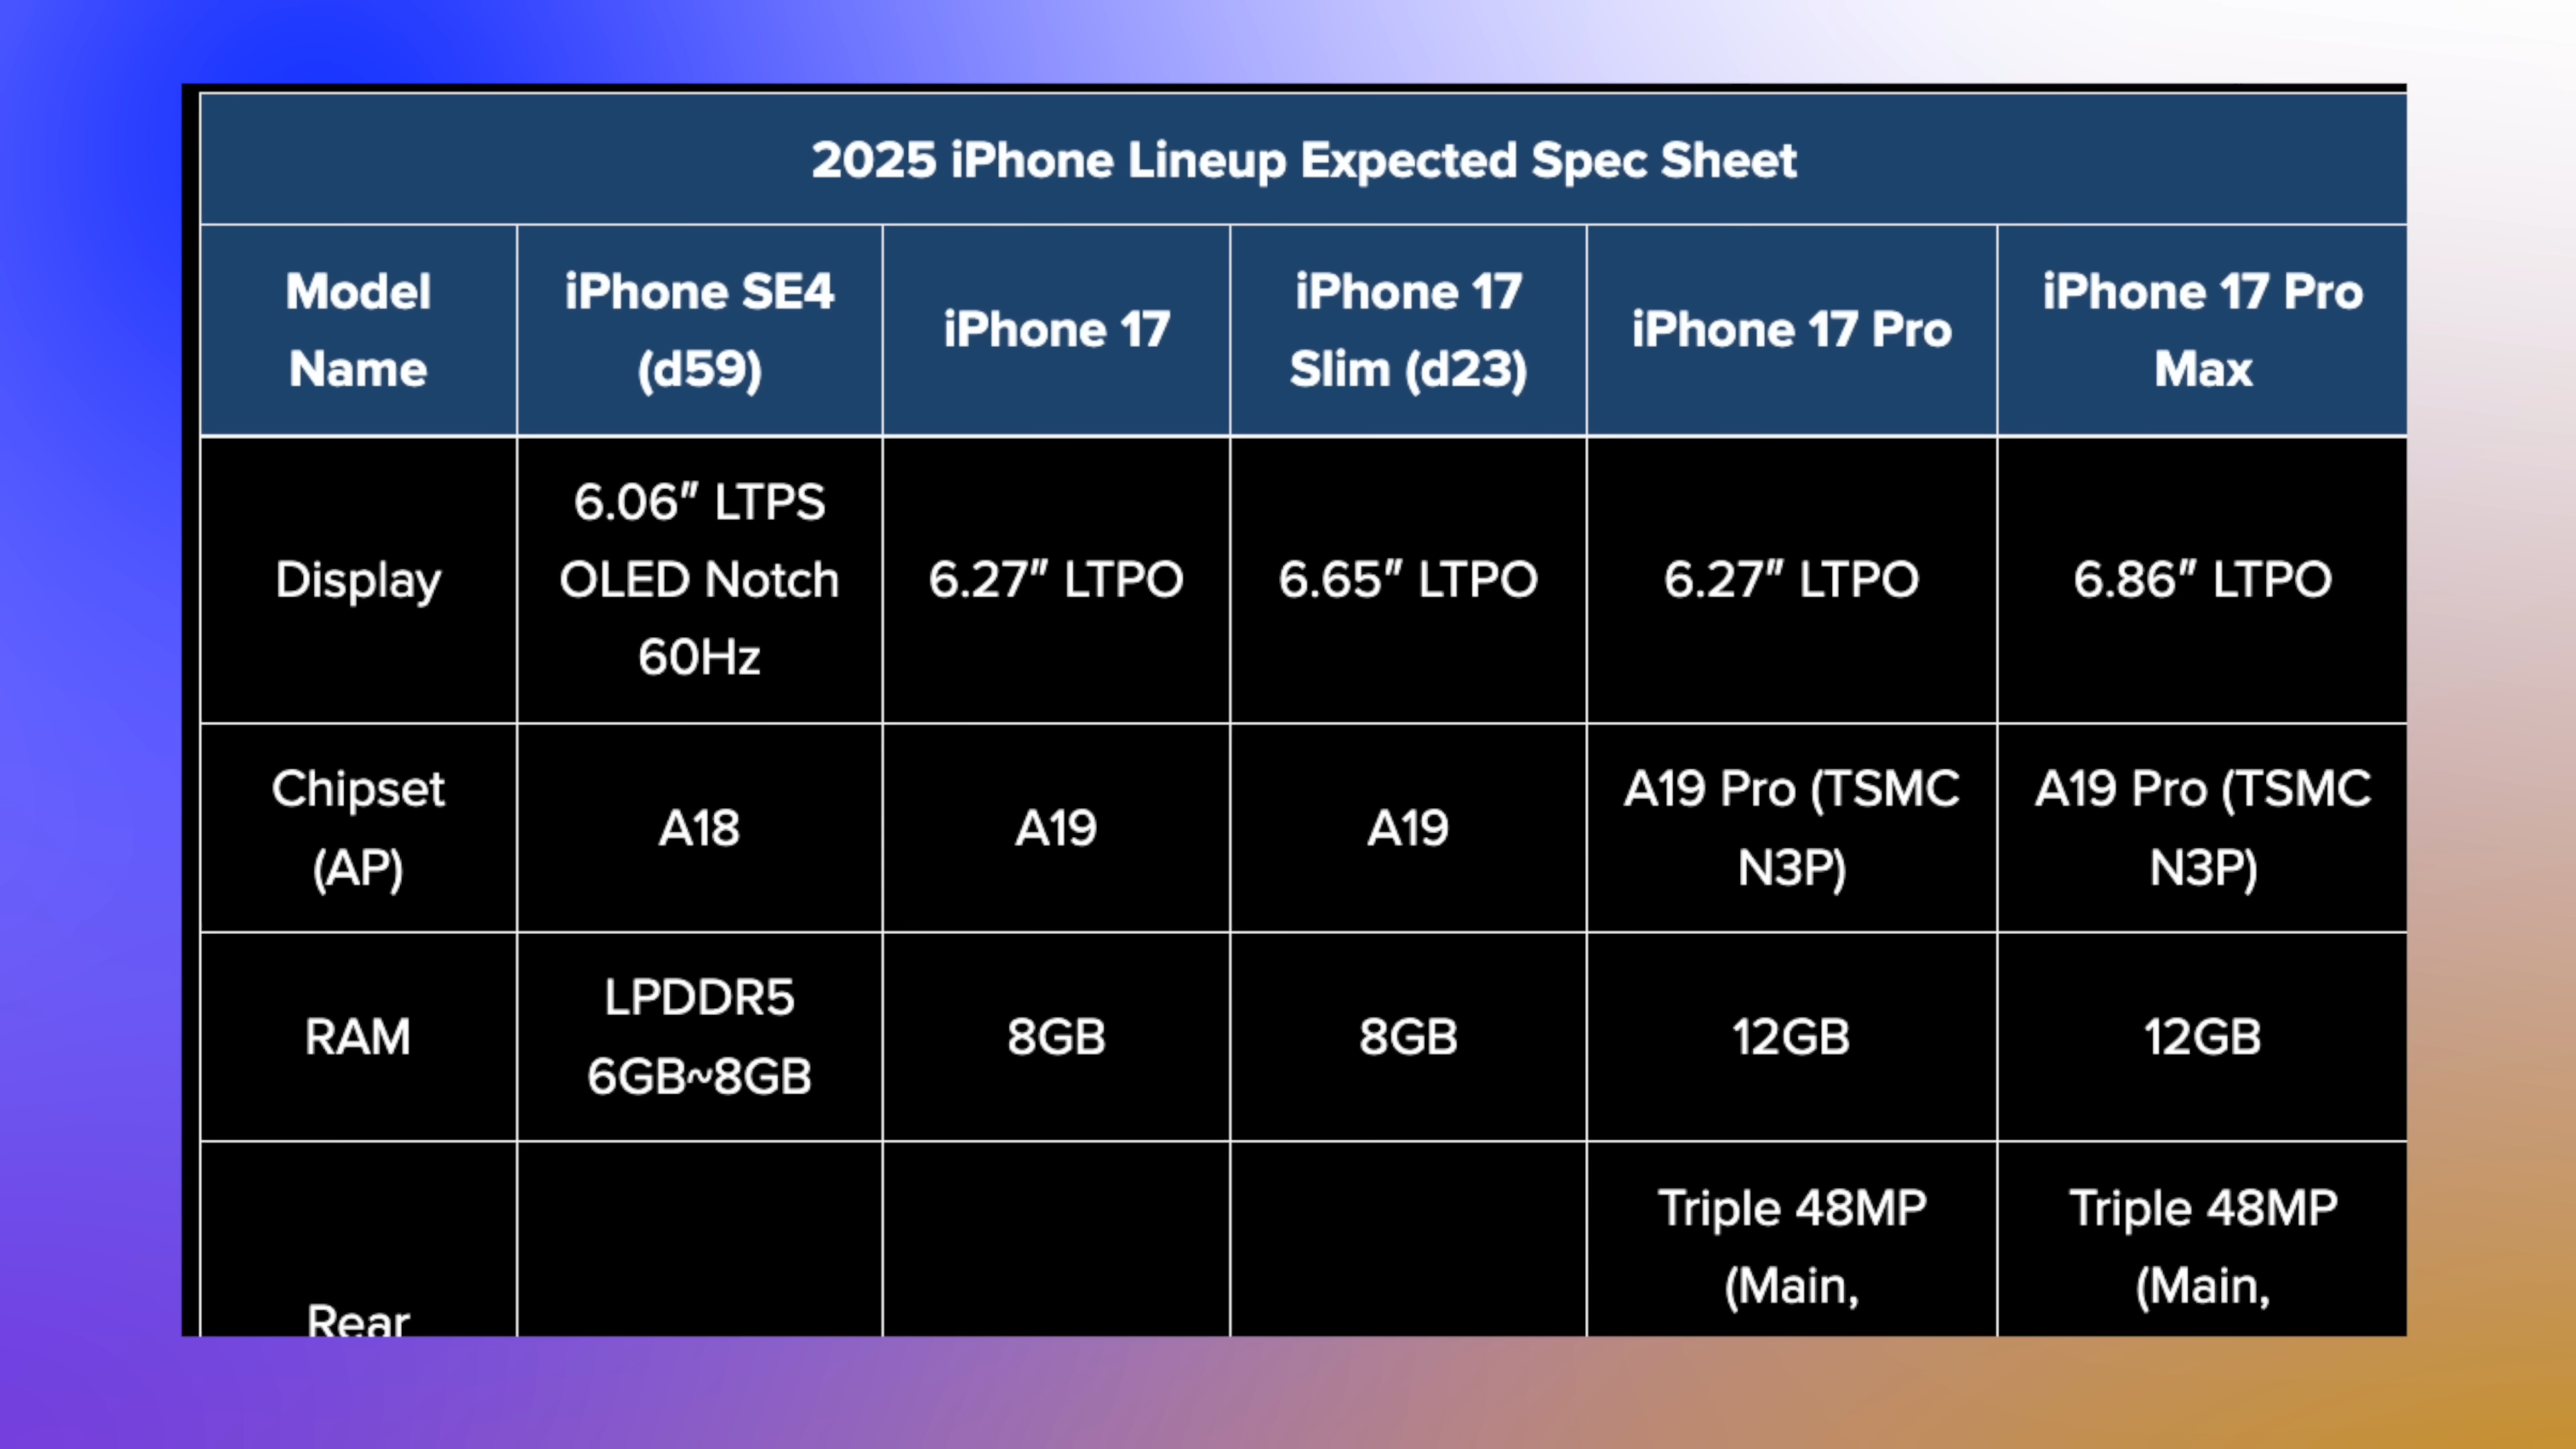 2025 iPhone Lineup Expected Spec Sheet
Model
Name
iPhone SE4
(d59)
iPhone 17
iPhone 17
Slim (d23)
iPhone 17 Pro
iPhone 17 Pro
Max
Display
6.06″ LTPS
OLED Notch
60Hz
6.27″ LTPO
6.65″ LTPO
6.27″ LTPO
6.86″ LTPO
Chipset
(AP)
A18
A19
A19
A19 Pro (TSMC
N3P)
A19 Pro (TSMC
N3P)
RAM
LPDDR5
6GB~8GB
8GB
8GB
12GB
12GB
Rear
Triple 48MP
(Main,
Triple 48MP
(Main,